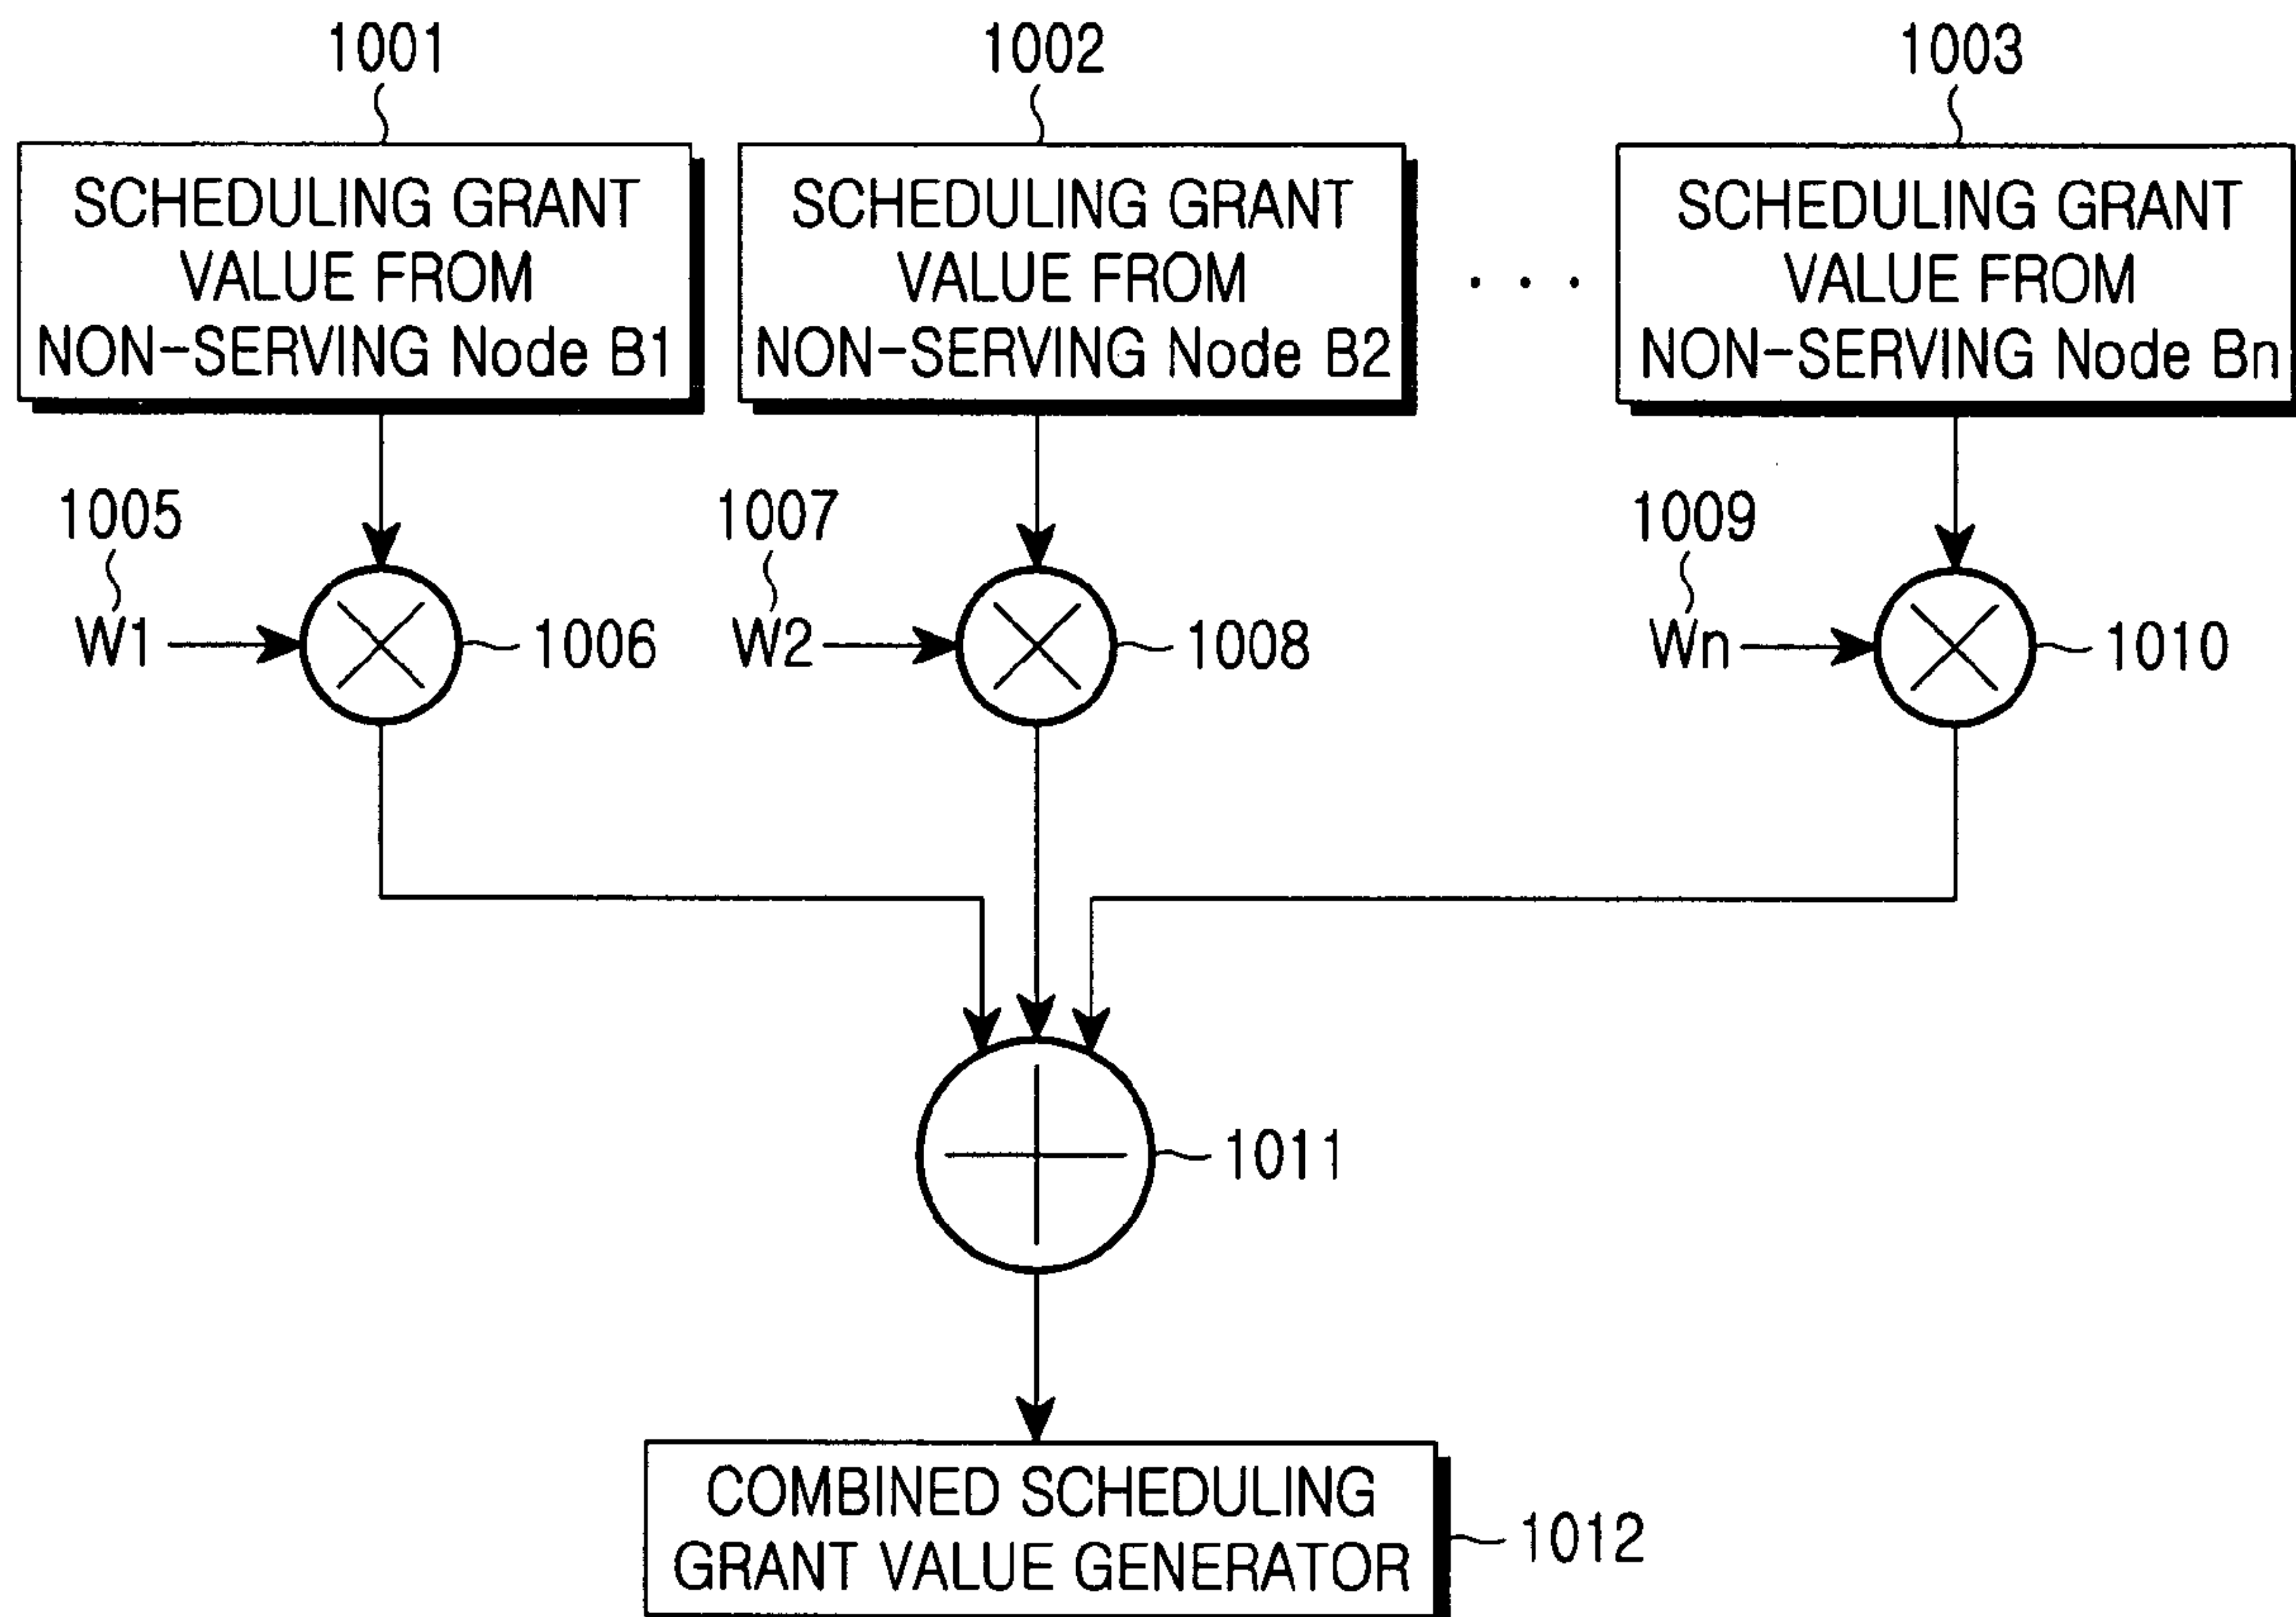 1001
1002
1003
SCHEDULING GRANT
VALUE FROM
NON-SERVING Node B1
SCHEDULING GRANT
VALUE FROM
NON-SERVING Node B2
. . .
SCHEDULING GRANT
VALUE FROM
NON-SERVING Node Bn
1005
W1
1006
1007
W2
1008
1009
Wn
1010
1011
COMBINED SCHEDULING
GRANT VALUE GENERATOR
1012